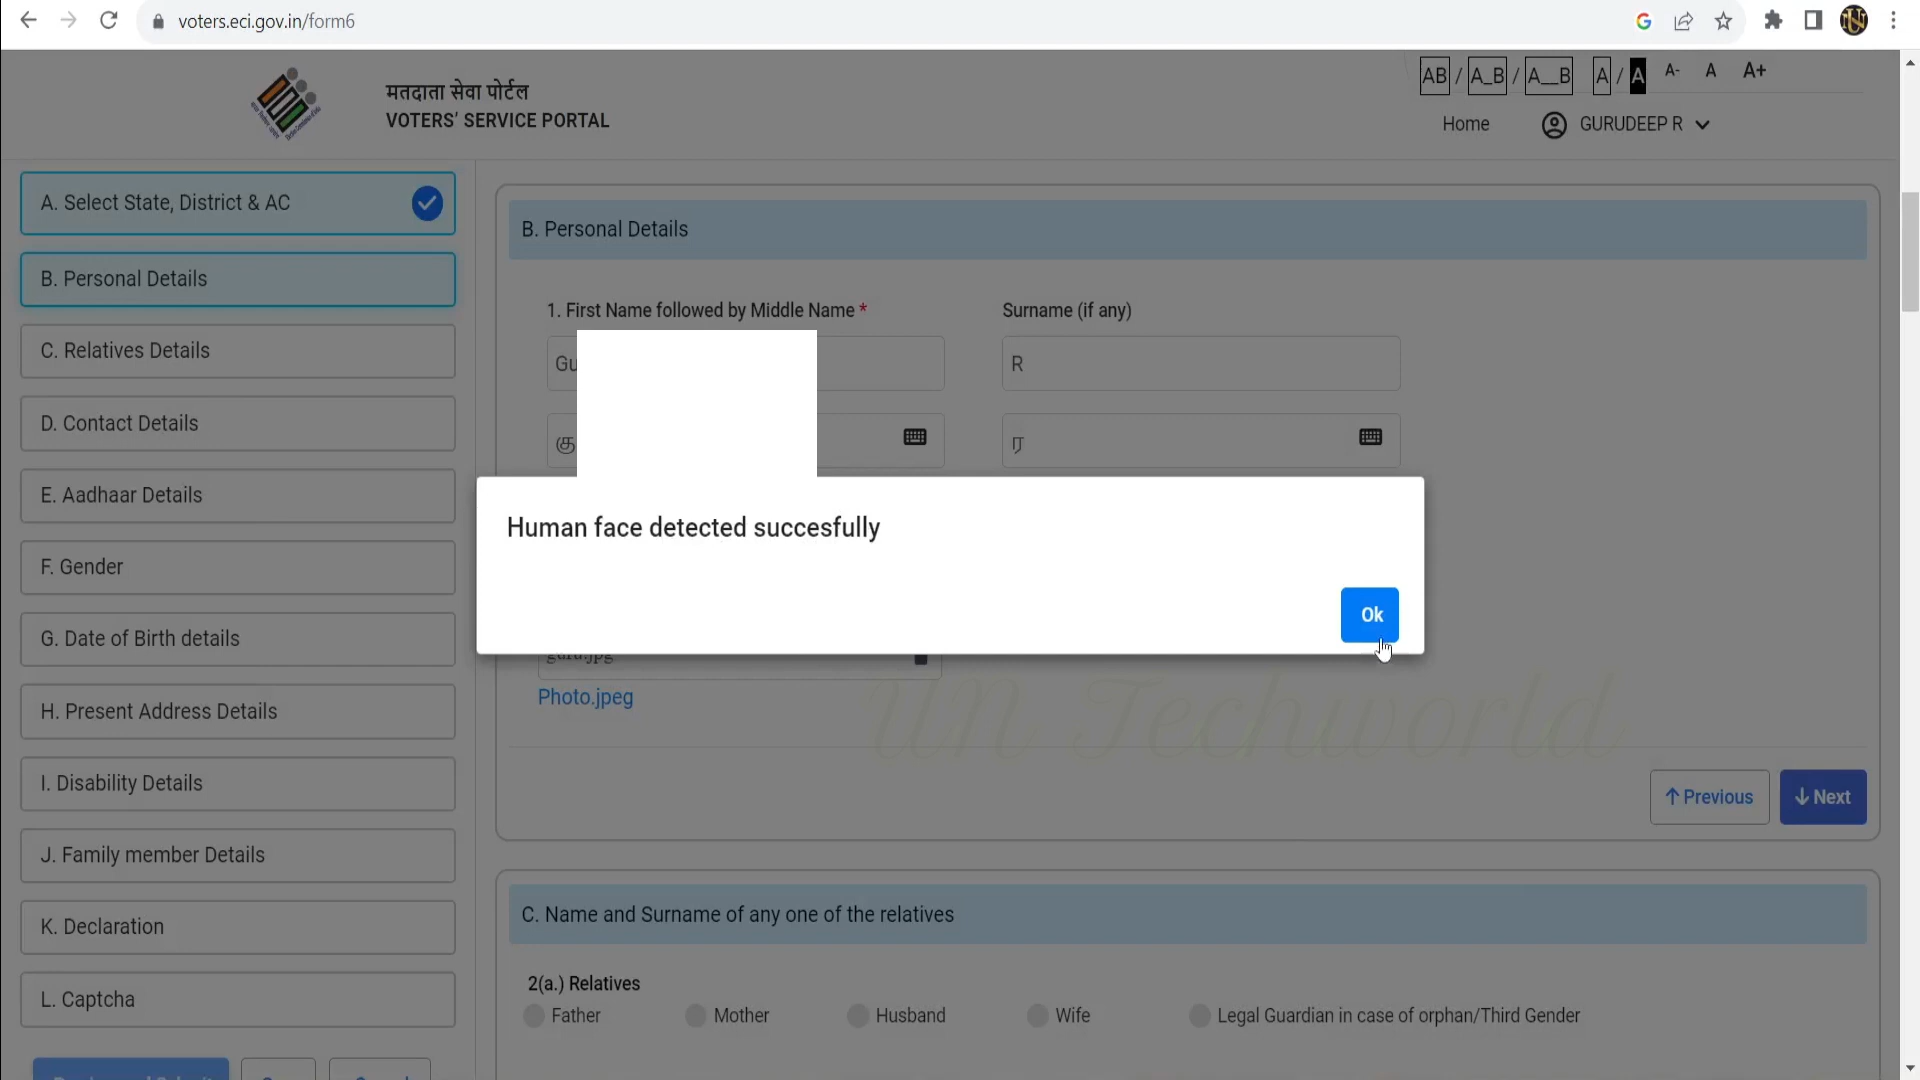 voters.eci.gov.in/form6
मतदाता सेवा पोर्टल
VOTERS' SERVICE PORTAL
AB / A_B / A__B A / A A- A A+
Home GURUDEEP R
A. Select State, District & AC
B. Personal Details
C. Relatives Details
D. Contact Details
E. Aadhaar Details
F. Gender
G. Date of Birth details
H. Present Address Details
I. Disability Details
J. Family member Details
K. Declaration
L. Captcha
B. Personal Details
1. First Name followed by Middle Name * Surname (if any)
Gu R
கு ர
Human face detected succesfully
Ok
guru.jpg
Photo.jpeg
UN Techworld
↑ Previous ↓ Next
C. Name and Surname of any one of the relatives
2(a.) Relatives
Father Mother Husband Wife Legal Guardian in case of orphan/Third Gender